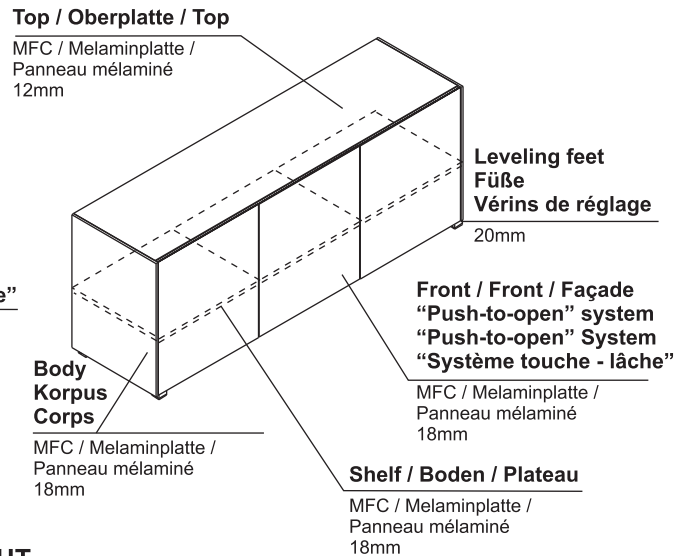 Top / Oberplatte / Top
MFC / Melaminplatte /
Panneau mélaminé
12mm
Leveling feet
Füße
Vérins de réglage
20mm
e”
Front / Front / Façade
“Push-to-open” system
“Push-to-open” System
“Système touche - lâche”
MFC / Melaminplatte /
Panneau mélaminé
18mm
Body
Korpus
Corps
MFC / Melaminplatte /
Panneau mélaminé
18mm
Shelf / Boden / Plateau
MFC / Melaminplatte /
Panneau mélaminé
18mm